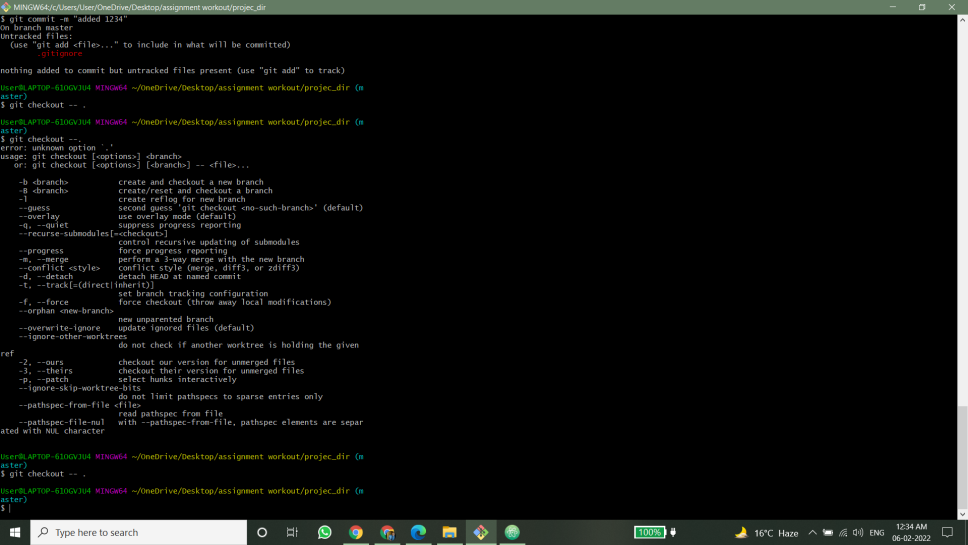 MINGW64:/c/Users/User/OneDrive/Desktop/assignment workout/projec_dir
$ git commit -m "added 1234"
On branch master
Untracked files:
  (use "git add <file>..." to include in what will be committed)
        .gitignore
nothing added to commit but untracked files present (use "git add" to track)
User@LAPTOP-61OGVJU4 MINGW64 ~/OneDrive/Desktop/assignment workout/projec_dir (m
aster)
$ git checkout -- .
User@LAPTOP-61OGVJU4 MINGW64 ~/OneDrive/Desktop/assignment workout/projec_dir (m
aster)
$ git checkout --.
error: unknown option `.'
usage: git checkout [<options>] <branch>
   or: git checkout [<options>] [<branch>] -- <file>...
    -b <branch>           create and checkout a new branch
    -B <branch>           create/reset and checkout a branch
    -l                    create reflog for new branch
    --guess               second guess 'git checkout <no-such-branch>' (default)
    --overlay             use overlay mode (default)
    -q, --quiet           suppress progress reporting
    --recurse-submodules[=<checkout>]
                          control recursive updating of submodules
    --progress            force progress reporting
    -m, --merge           perform a 3-way merge with the new branch
    --conflict <style>    conflict style (merge, diff3, or zdiff3)
    -d, --detach          detach HEAD at named commit
    -t, --track[=(direct|inherit)]
                          set branch tracking configuration
    -f, --force           force checkout (throw away local modifications)
    --orphan <new-branch>
                          new unparented branch
    --overwrite-ignore    update ignored files (default)
    --ignore-other-worktrees
                          do not check if another worktree is holding the given
ref
    -2, --ours            checkout our version for unmerged files
    -3, --theirs          checkout their version for unmerged files
    -p, --patch           select hunks interactively
    --ignore-skip-worktree-bits
                          do not limit pathspecs to sparse entries only
    --pathspec-from-file <file>
                          read pathspec from file
    --pathspec-file-nul   with --pathspec-from-file, pathspec elements are separ
ated with NUL character
User@LAPTOP-61OGVJU4 MINGW64 ~/OneDrive/Desktop/assignment workout/projec_dir (m
aster)
$ git checkout -- .
User@LAPTOP-61OGVJU4 MINGW64 ~/OneDrive/Desktop/assignment workout/projec_dir (m
aster)
$
Type here to search
100%
16°C Haze
ENG
12:34 AM
06-02-2022